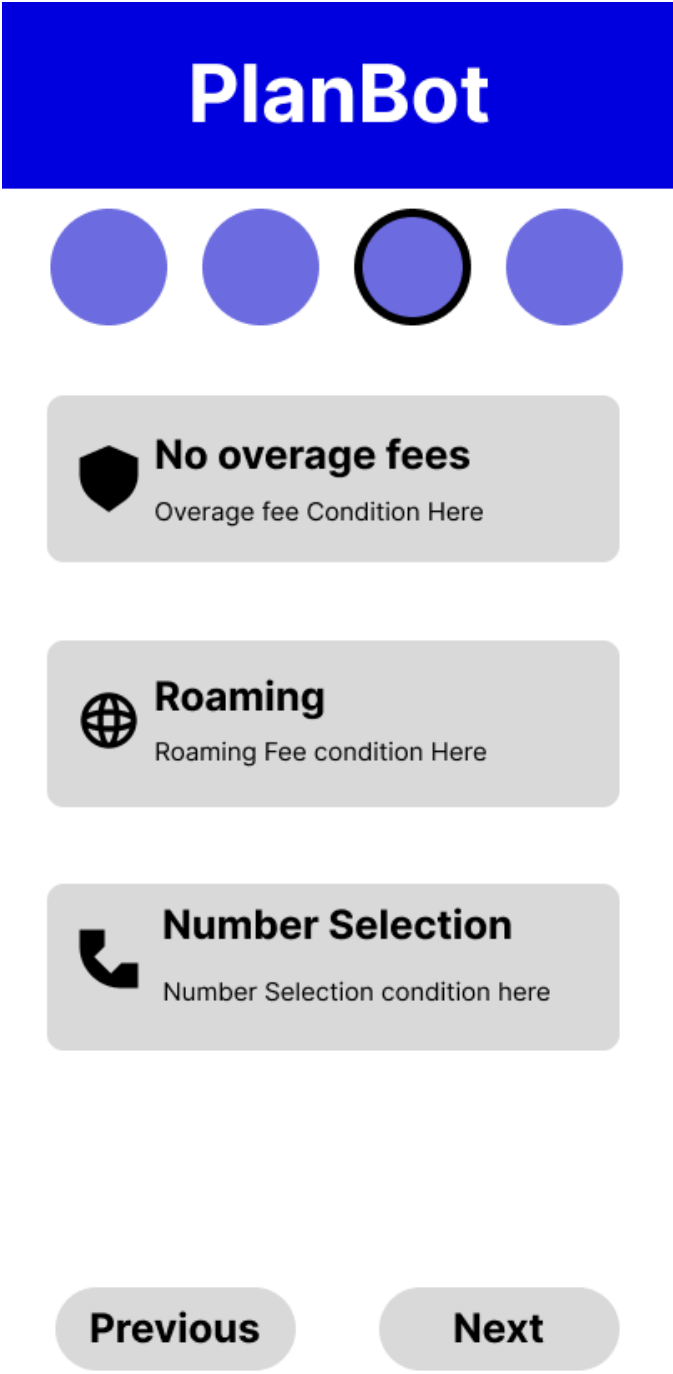 PlanBot
No overage fees
Overage fee Condition Here
Roaming
Roaming Fee condition Here
Number Selection
Number Selection condition here
Previous
Next